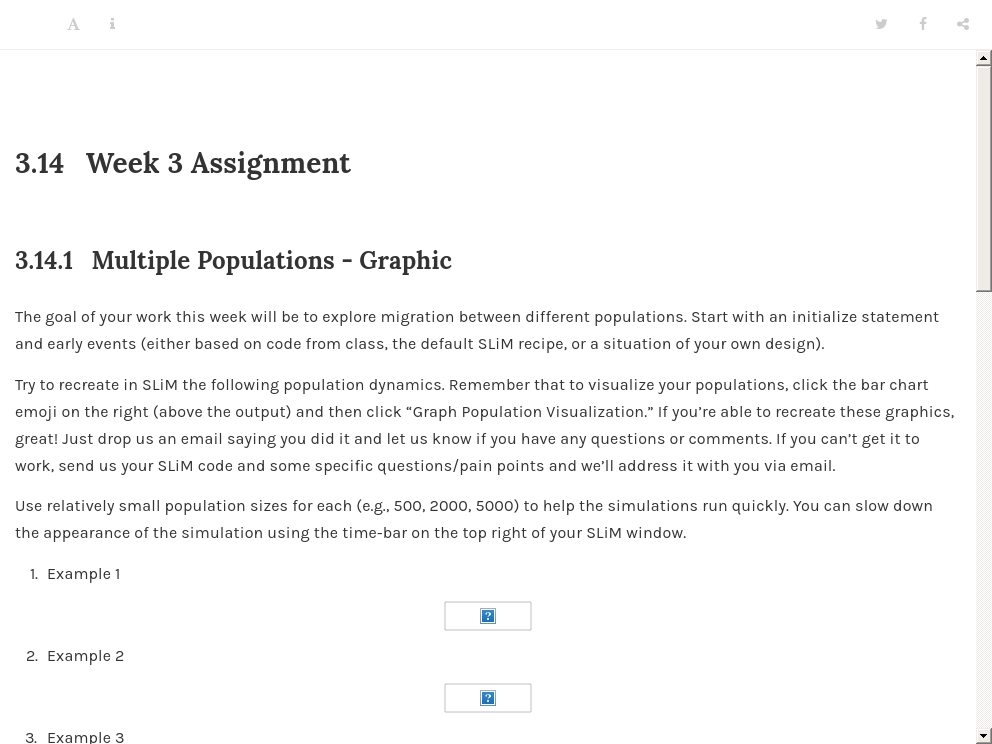 3.14 Week 3 Assignment
3.14.1 Multiple Populations - Graphic
The goal of your work this week will be to explore migration between different populations. Start with an initialize statement
and early events (either based on code from class, the default SLiM recipe, or a situation of your own design).
Try to recreate in SLiM the following population dynamics. Remember that to visualize your populations, click the bar chart
emoji on the right (above the output) and then click “Graph Population Visualization.” If you’re able to recreate these graphics,
great! Just drop us an email saying you did it and let us know if you have any questions or comments. If you can’t get it to
work, send us your SLiM code and some specific questions/pain points and we’ll address it with you via email.
Use relatively small population sizes for each (e.g., 500, 2000, 5000) to help the simulations run quickly. You can slow down
the appearance of the simulation using the time-bar on the top right of your SLiM window.
1. Example 1
2. Example 2
3. Example 3